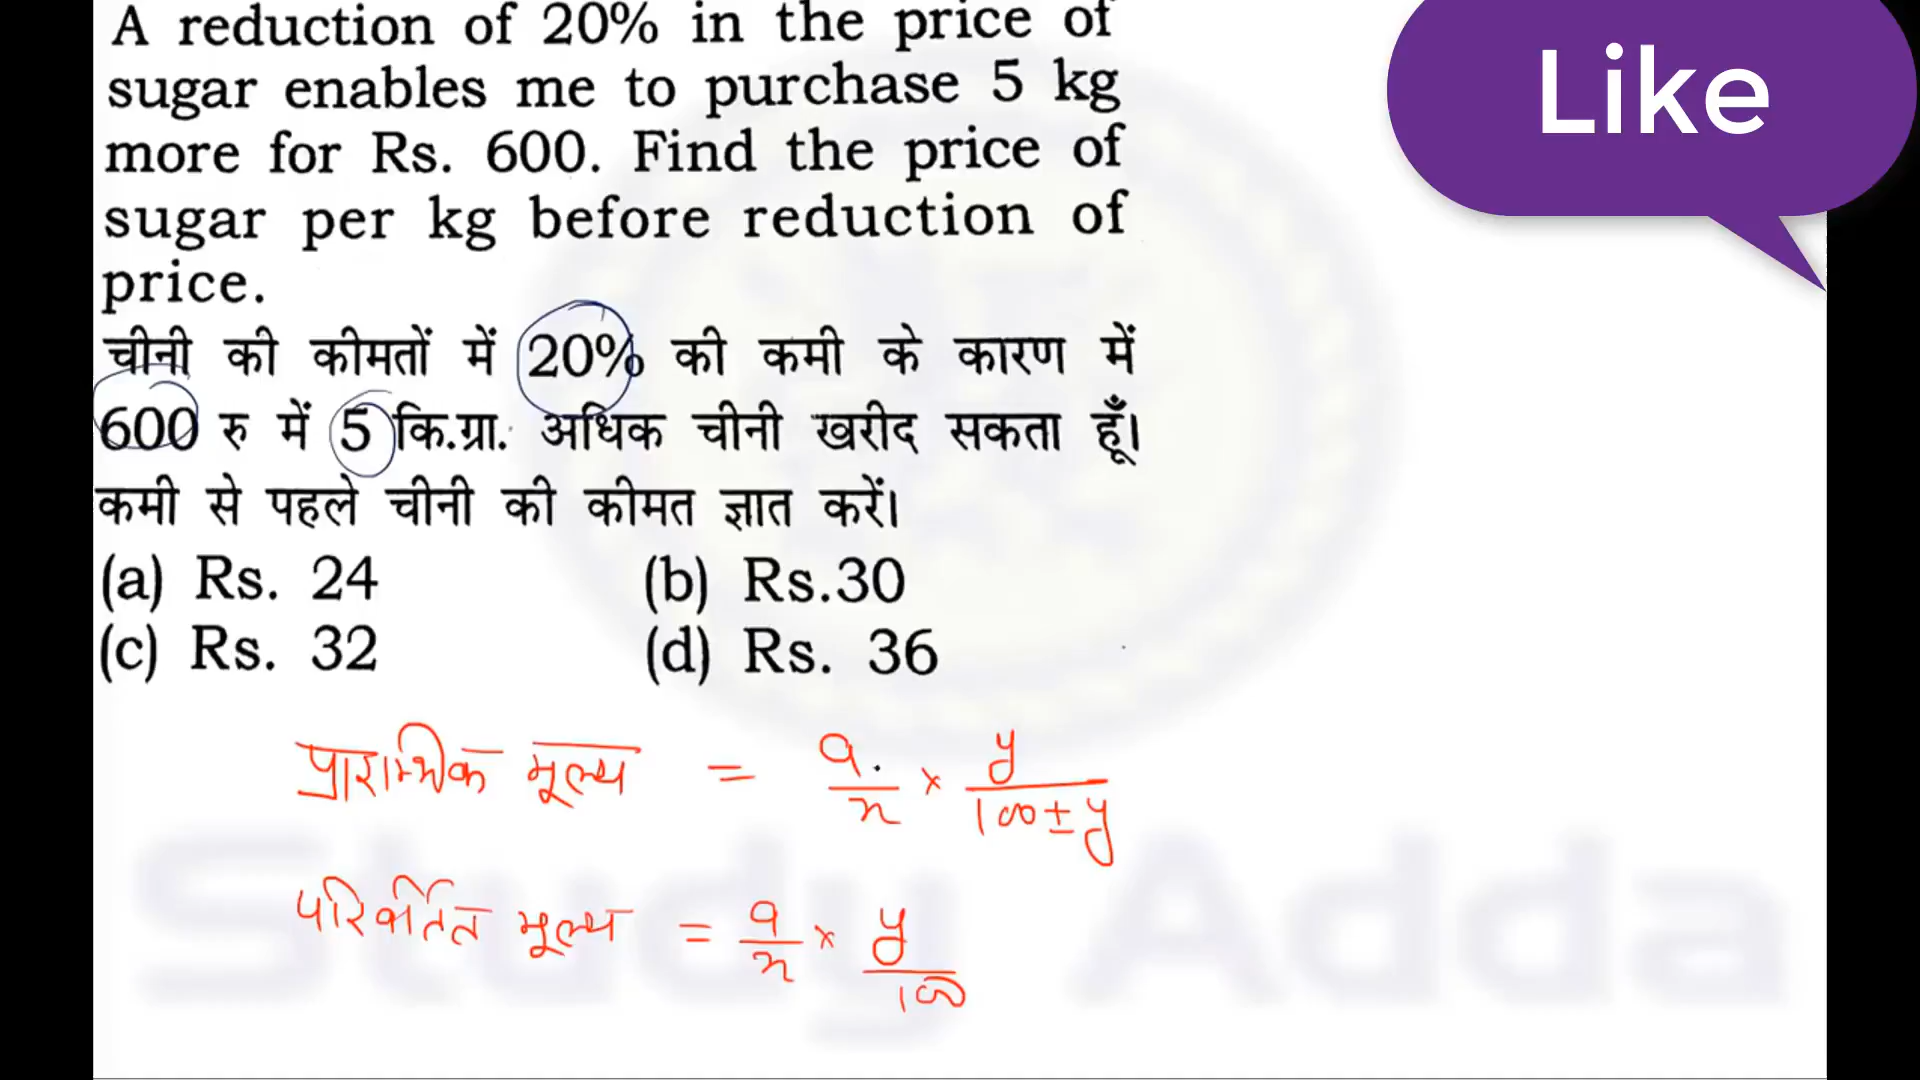 A reduction of 20% in the price of
sugar enables me to purchase 5 kg
more for Rs. 600. Find the price of
sugar per kg before reduction of
price.
चीनी की कीमतों में 20% की कमी के कारण में
600 रु में 5 कि.ग्रा. अधिक चीनी खरीद सकता हूँ।
कमी से पहले चीनी की कीमत ज्ञात करें।
(a) Rs. 24 (b) Rs.30
(c) Rs. 32 (d) Rs. 36
Like
प्रारम्भिक मूल्य = a/x × y/100±y
परिवर्तित मूल्य = a/x × y/100
Study Adda